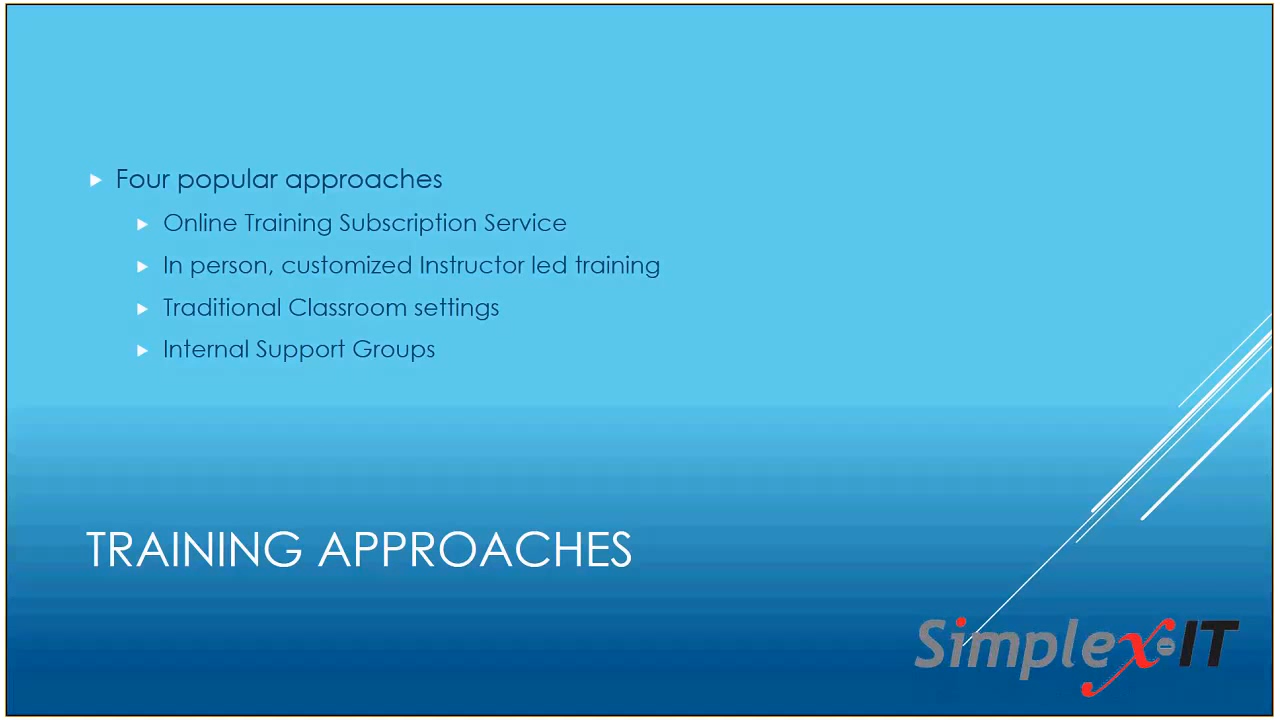 Four popular approaches
Online Training Subscription Service
In person, customized Instructor led training
Traditional Classroom settings
Internal Support Groups
TRAINING APPROACHES
Simplex-IT